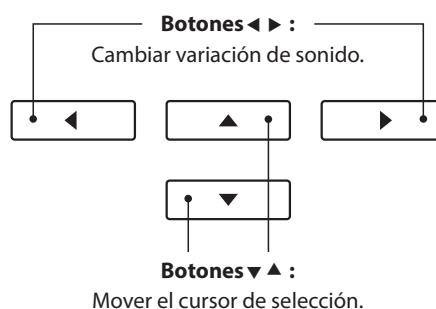 Botones ◀ ▶ :
Cambiar variación de sonido.
◀ ▲ ▶
▼
Botones ▼ ▲ :
Mover el cursor de selección.